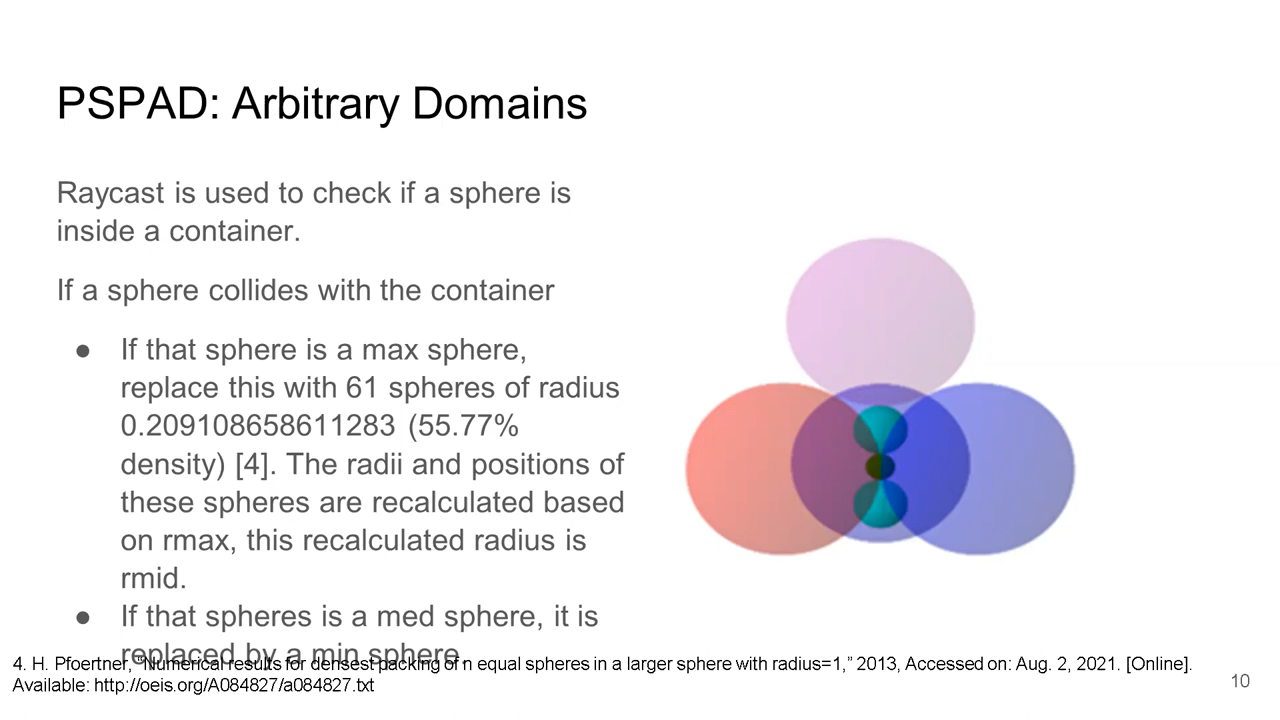 PSPAD: Arbitrary Domains
Raycast is used to check if a sphere is
inside a container.
If a sphere collides with the container
● If that sphere is a max sphere,
replace this with 61 spheres of radius
0.209108658611283 (55.77%
density) [4]. The radii and positions of
these spheres are recalculated based
on rmax, this recalculated radius is
rmid.
● If that spheres is a med sphere, it is
replaced by a min sphere.
4. H. Pfoertner, “Numerical results for densest packing of n equal spheres in a larger sphere with radius=1,” 2013, Accessed on: Aug. 2, 2021. [Online].
Available: http://oeis.org/A084827/a084827.txt
10